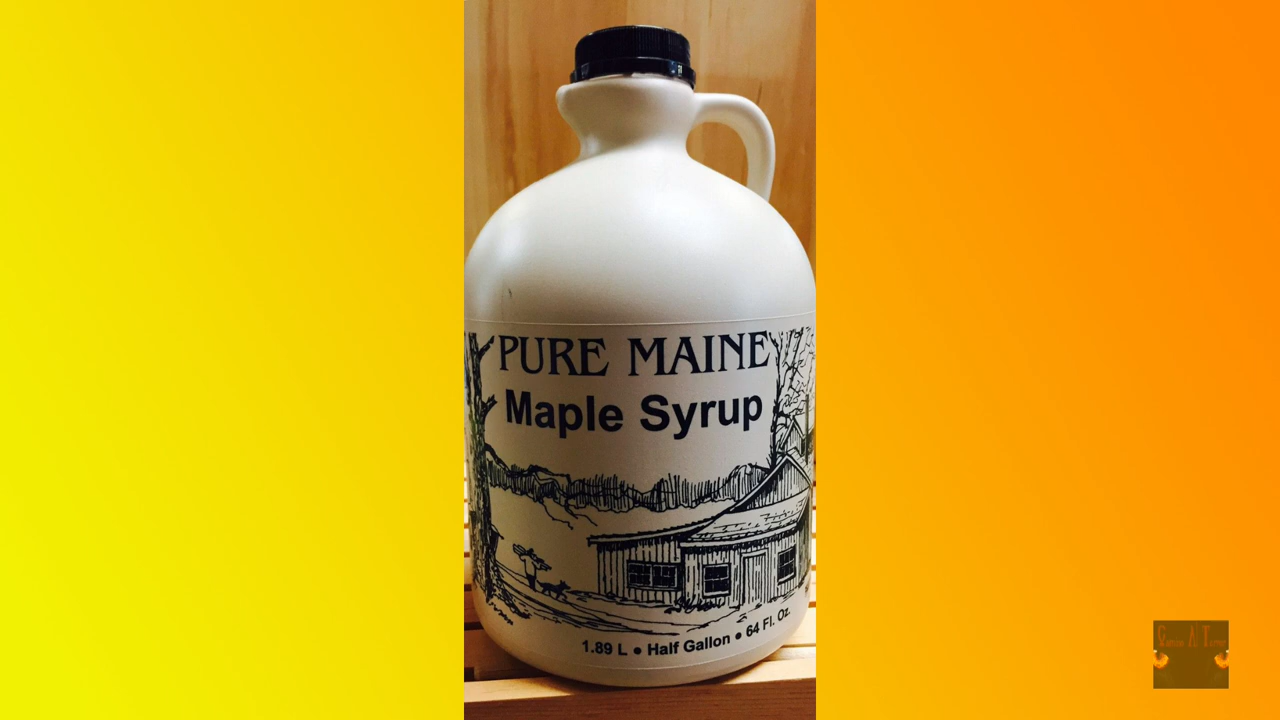 PURE MAINE
Maple Syrup
1.89 L ● Half Gallon ● 64 Fl. Oz.